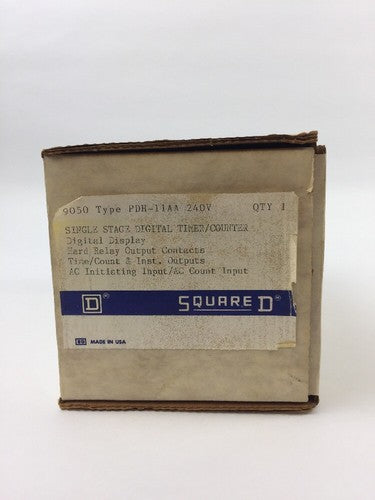 9050 Type PDH-11AA 240V QTY 1
SINGLE STAGE DIGITAL TIMER/COUNTER
Digital Display
Hard Relay Output Contacts
Time/Count & Inst. Outputs
AC Initiating Input/AC Count Input
D SQUARE D
MADE IN USA